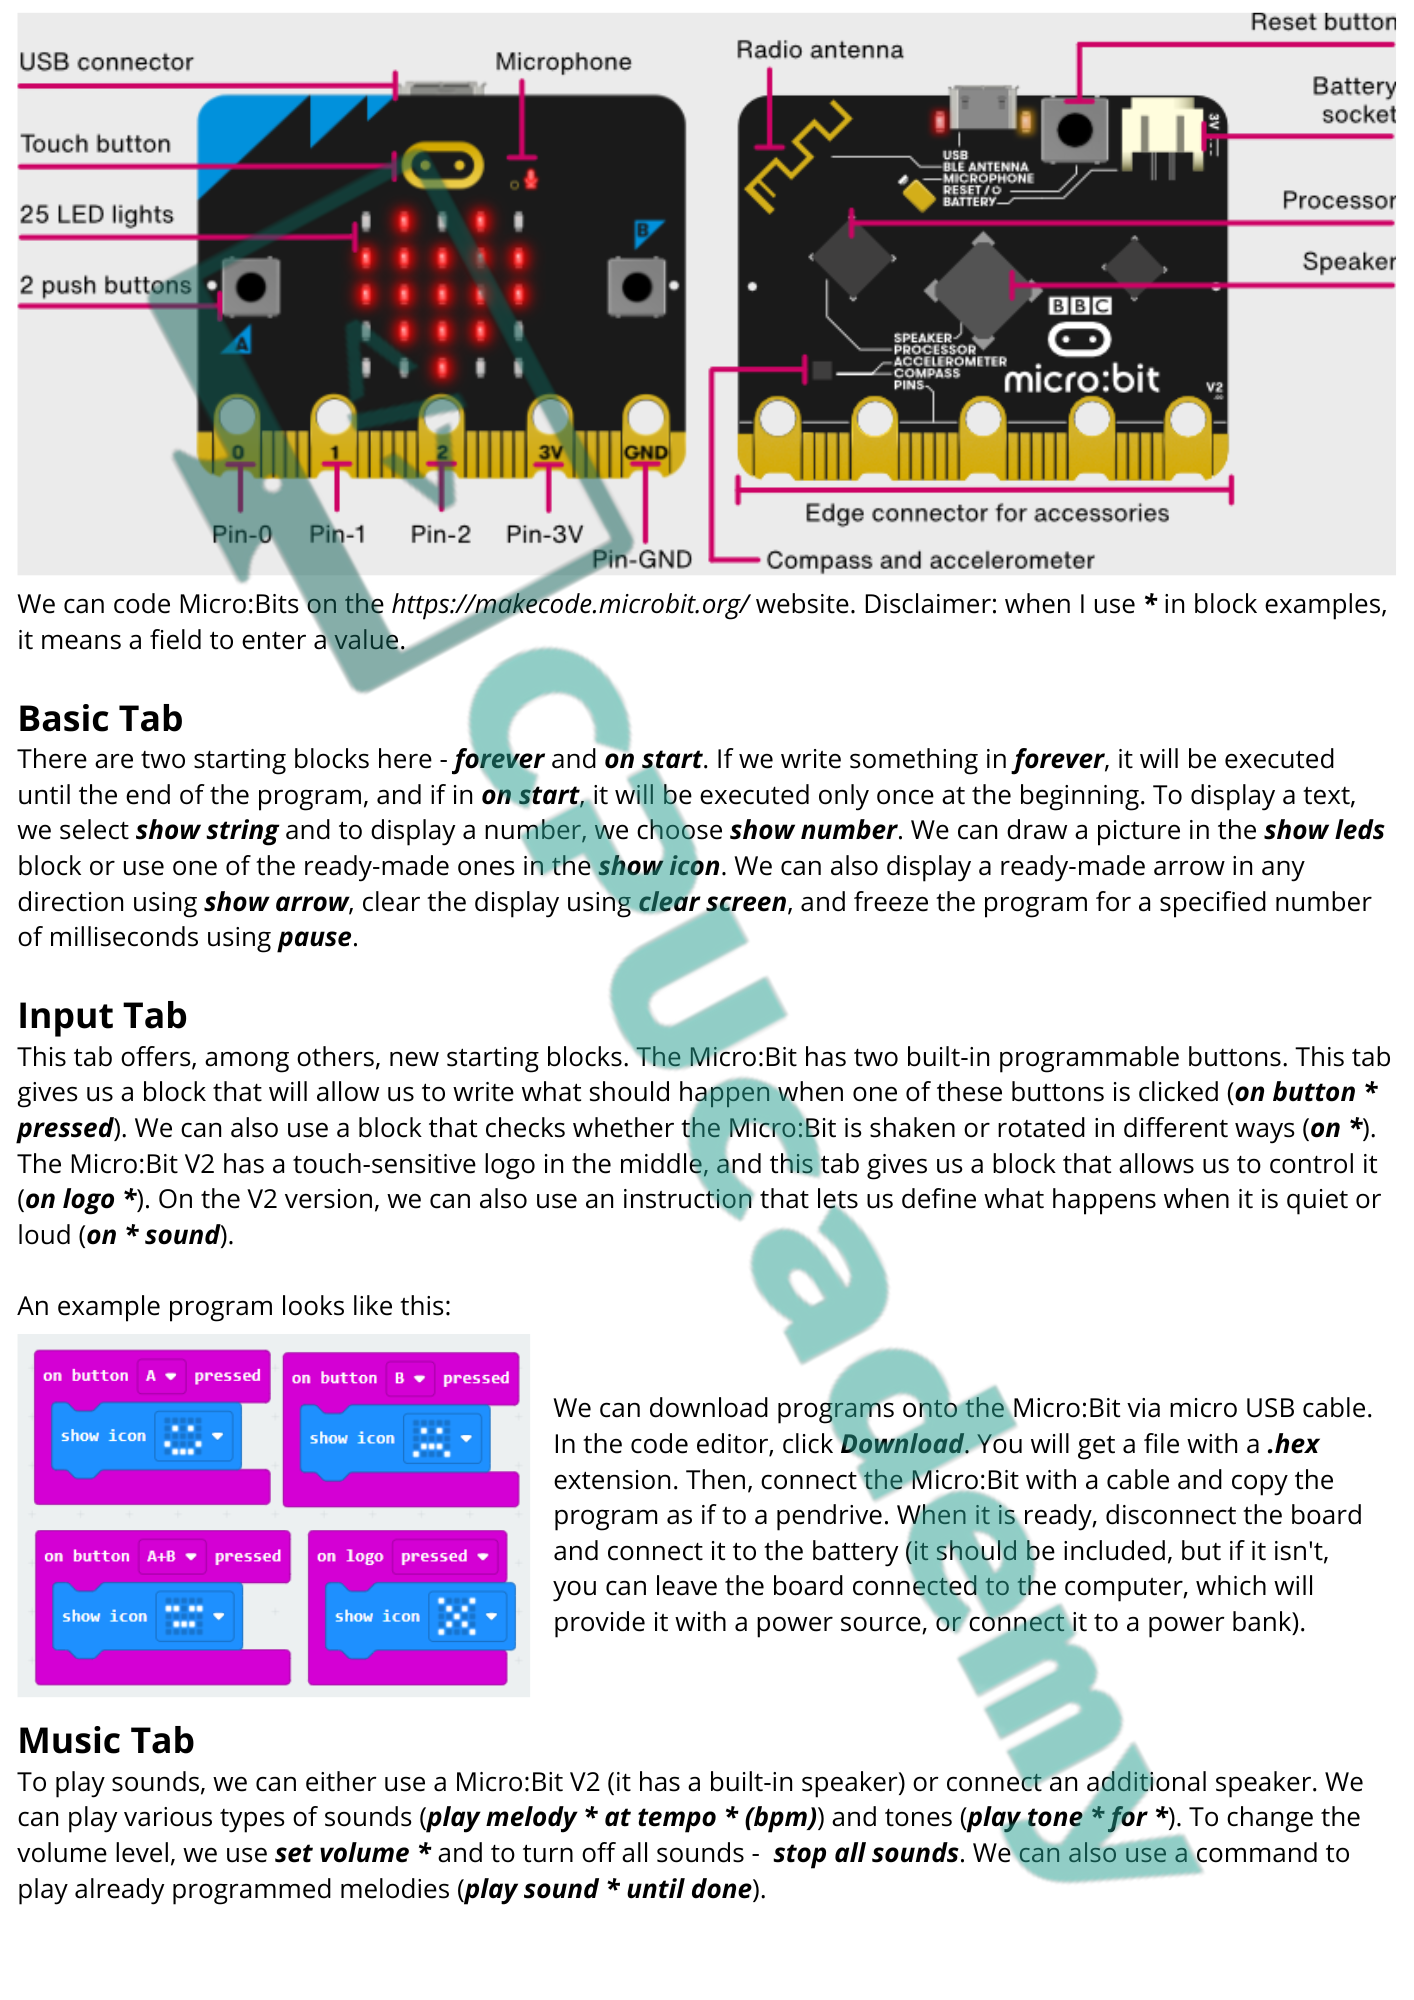 Reset button
USB connector
Microphone
Radio antenna
Battery
socket
3V
Touch button
USB
BLE ANTENNA
MICROPHONE
RESET /
BATTERY
25 LED lights
Processor
B
Speaker
2 push buttons
BBC
A
SPEAKER
PROCESSOR
ACCELEROMETER
COMPASS
PINS
micro:bit
V2
0 1 2 3V GND
Pin-0 Pin-1 Pin-2 Pin-3V
Pin-GND
Edge connector for accessories
Compass and accelerometer
We can code Micro:Bits on the https://makecode.microbit.org/ website. Disclaimer: when I use * in block examples,
it means a field to enter a value.
Basic Tab
There are two starting blocks here - forever and on start. If we write something in forever, it will be executed
until the end of the program, and if in on start, it will be executed only once at the beginning. To display a text,
we select show string and to display a number, we choose show number. We can draw a picture in the show leds
block or use one of the ready-made ones in the show icon. We can also display a ready-made arrow in any
direction using show arrow, clear the display using clear screen, and freeze the program for a specified number
of milliseconds using pause.
Input Tab
This tab offers, among others, new starting blocks. The Micro:Bit has two built-in programmable buttons. This tab
gives us a block that will allow us to write what should happen when one of these buttons is clicked (on button *
pressed). We can also use a block that checks whether the Micro:Bit is shaken or rotated in different ways (on *).
The Micro:Bit V2 has a touch-sensitive logo in the middle, and this tab gives us a block that allows us to control it
(on logo *). On the V2 version, we can also use an instruction that lets us define what happens when it is quiet or
loud (on * sound).
An example program looks like this:
on button A pressed
show icon
on button B pressed
show icon
on button A+B pressed
show icon
on logo pressed
show icon
We can download programs onto the Micro:Bit via micro USB cable.
In the code editor, click Download. You will get a file with a .hex
extension. Then, connect the Micro:Bit with a cable and copy the
program as if to a pendrive. When it is ready, disconnect the board
and connect it to the battery (it should be included, but if it isn't,
you can leave the board connected to the computer, which will
provide it with a power source, or connect it to a power bank).
Music Tab
To play sounds, we can either use a Micro:Bit V2 (it has a built-in speaker) or connect an additional speaker. We
can play various types of sounds (play melody * at tempo * (bpm)) and tones (play tone * for *). To change the
volume level, we use set volume * and to turn off all sounds -  stop all sounds. We can also use a command to
play already programmed melodies (play sound * until done).
cpucademy